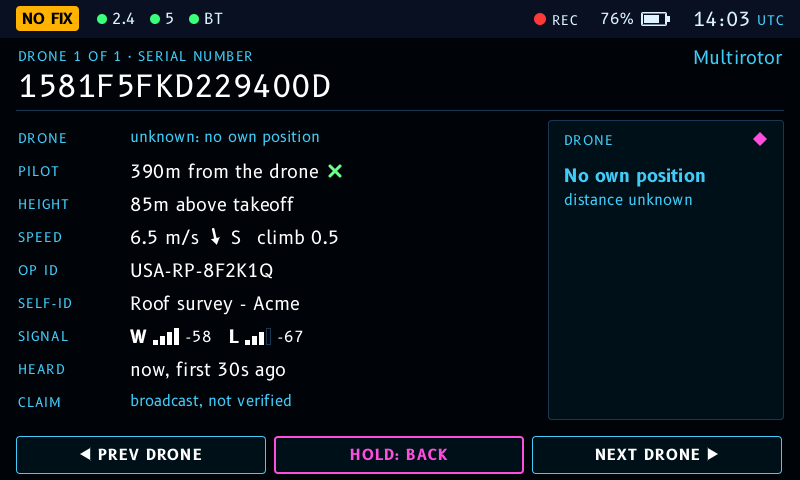 NO FIX 2.4 5 BT REC 76% 14:03 UTC
DRONE 1 OF 1 · SERIAL NUMBER
Multirotor
1581F5FKD229400D
DRONE unknown: no own position
PILOT 390m from the drone
HEIGHT 85m above takeoff
SPEED 6.5 m/s S climb 0.5
OP ID USA-RP-8F2K1Q
SELF-ID Roof survey - Acme
SIGNAL W -58 L -67
HEARD now, first 30s ago
CLAIM broadcast, not verified
DRONE
No own position
distance unknown
PREV DRONE
HOLD: BACK
NEXT DRONE